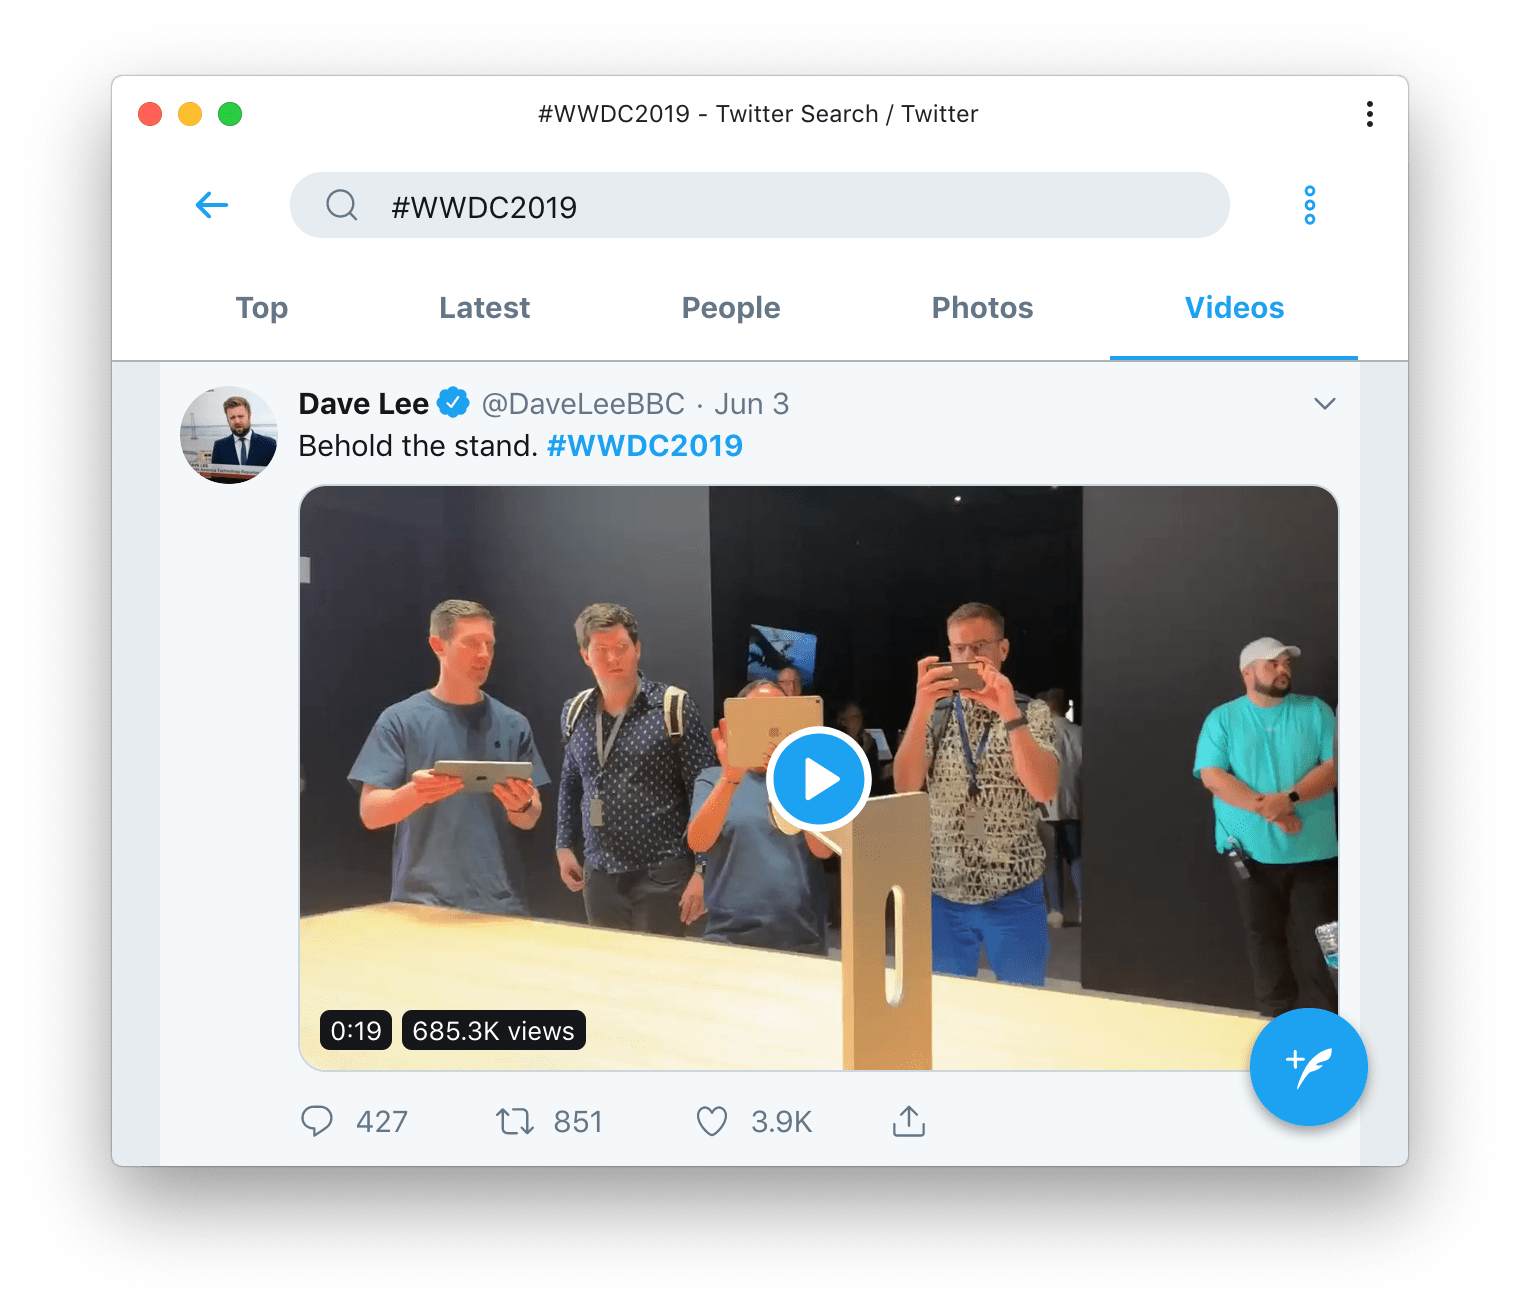 #WWDC2019 - Twitter Search / Twitter
#WWDC2019
Top Latest People Photos Videos
Dave Lee @DaveLeeBBC · Jun 3
Behold the stand. #WWDC2019
0:19 685.3K views
427 851 3.9K